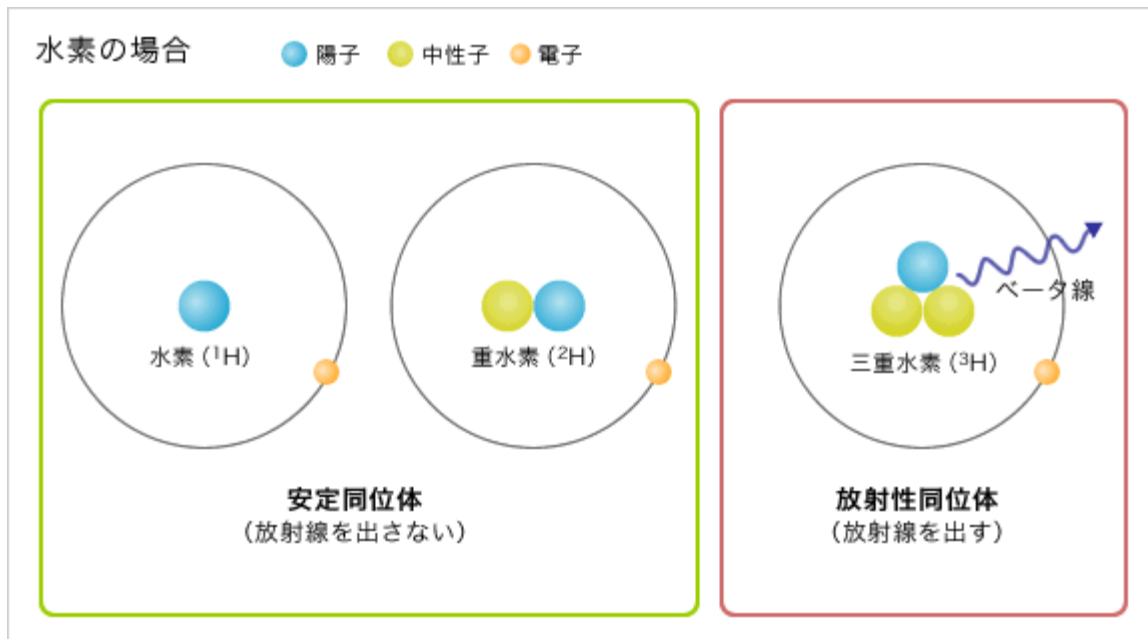 水素の場合
陽子 中性子 電子
水素 (¹H)
重水素 (²H)
安定同位体
（放射線を出さない）
ベータ線
三重水素 (³H)
放射性同位体
（放射線を出す）